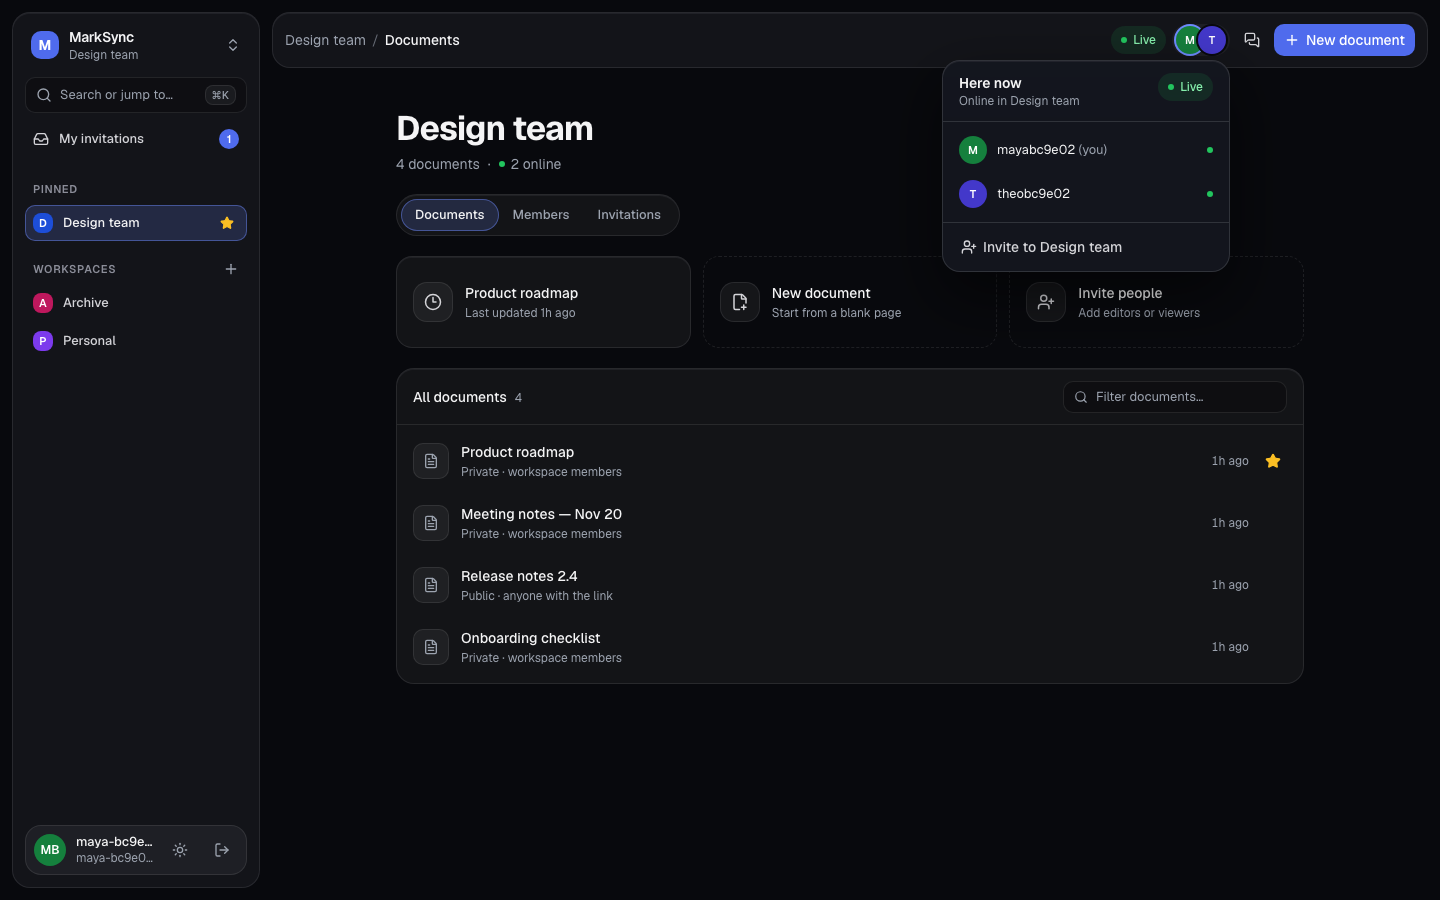 M
MarkSync
Design team
Search or jump to...
⌘K
My invitations
1
PINNED
D
Design team
WORKSPACES
A
Archive
P
Personal
MB
maya-bc9e...
maya-bc9e0...
Design team / Documents
Live
M
T
New document
Here now
Online in Design team
Live
M
mayabc9e02 (you)
T
theobc9e02
Invite to Design team
Design team
4 documents · 2 online
Documents
Members
Invitations
Product roadmap
Last updated 1h ago
New document
Start from a blank page
Invite people
Add editors or viewers
All documents 4
Filter documents...
Product roadmap
Private · workspace members
1h ago
Meeting notes — Nov 20
Private · workspace members
1h ago
Release notes 2.4
Public · anyone with the link
1h ago
Onboarding checklist
Private · workspace members
1h ago